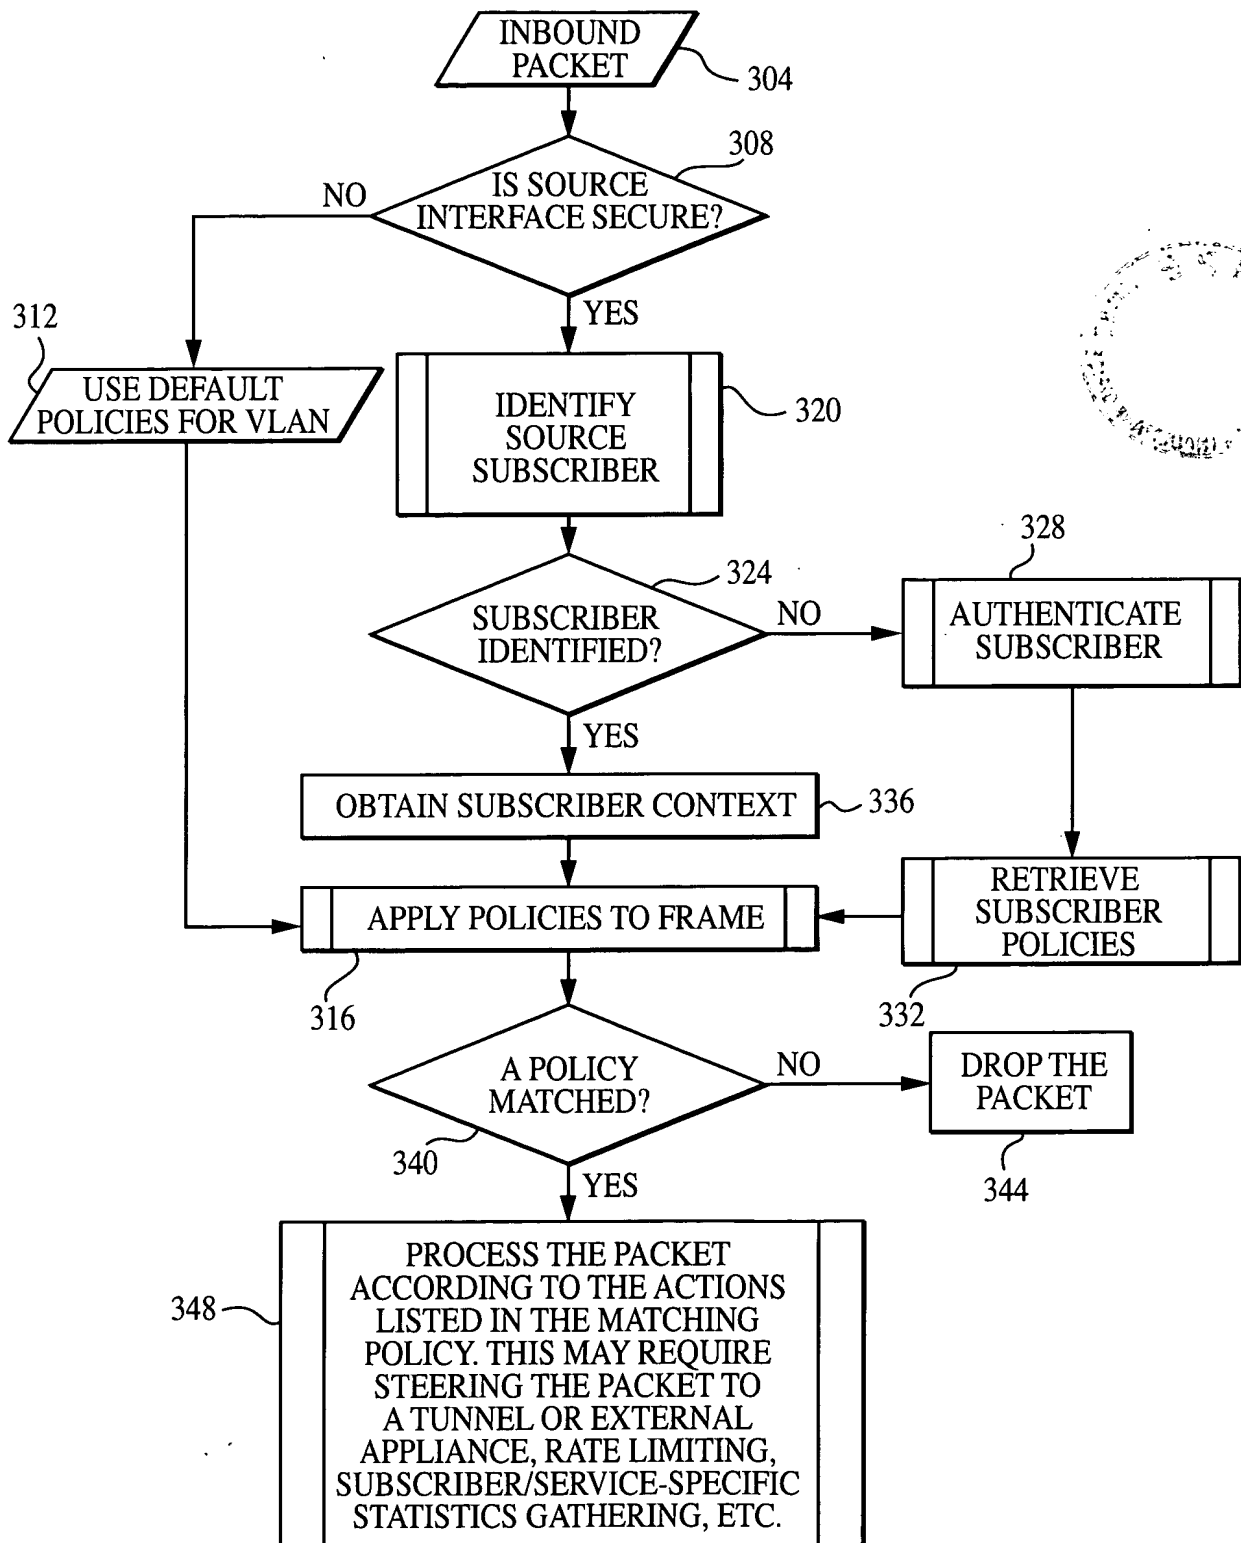 INBOUND
PACKET
304
308
IS SOURCE
INTERFACE SECURE?
NO
YES
312
USE DEFAULT
POLICIES FOR VLAN
IDENTIFY
SOURCE
SUBSCRIBER
320
324
SUBSCRIBER
IDENTIFIED?
NO
328
AUTHENTICATE
SUBSCRIBER
YES
OBTAIN SUBSCRIBER CONTEXT
336
APPLY POLICIES TO FRAME
316
RETRIEVE
SUBSCRIBER
POLICIES
332
A POLICY
MATCHED?
NO
340
DROP THE
PACKET
344
YES
348
PROCESS THE PACKET
ACCORDING TO THE ACTIONS
LISTED IN THE MATCHING
POLICY. THIS MAY REQUIRE
STEERING THE PACKET TO
A TUNNEL OR EXTERNAL
APPLIANCE, RATE LIMITING,
SUBSCRIBER/SERVICE-SPECIFIC
STATISTICS GATHERING, ETC.